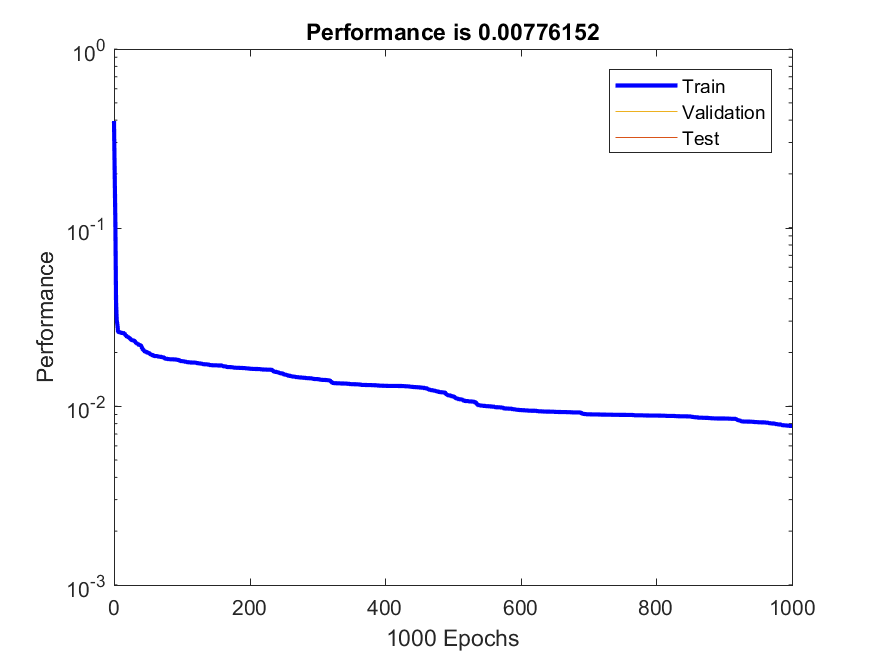 Performance is 0.00776152
Train
Validation
Test
10^0
10^-1
10^-2
10^-3
Performance
0 200 400 600 800 1000
1000 Epochs